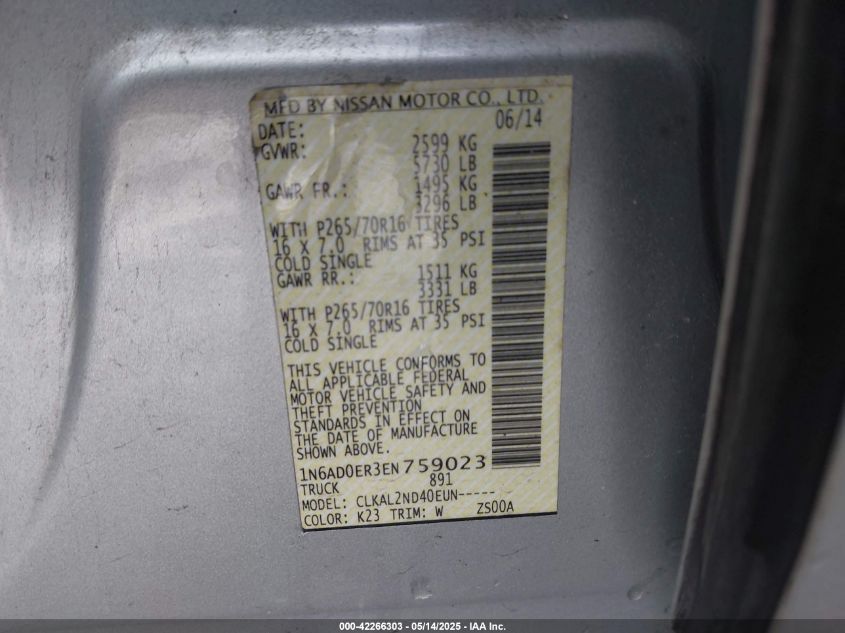 MFD BY NISSAN MOTOR CO., LTD.
DATE: 06/14
GVWR: 2599 KG
5730 LB
GAWR FR.: 1495 KG
3296 LB
WITH P265/70R16 TIRES
16 X 7.0 RIMS AT 35 PSI
COLD SINGLE
GAWR RR.: 1511 KG
3331 LB
WITH P265/70R16 TIRES
16 X 7.0 RIMS AT 35 PSI
COLD SINGLE
THIS VEHICLE CONFORMS TO
ALL APPLICABLE FEDERAL
MOTOR VEHICLE SAFETY AND
THEFT PREVENTION
STANDARDS IN EFFECT ON
THE DATE OF MANUFACTURE
SHOWN ABOVE.
1N6AD0ER3EN759023
TRUCK 891
MODEL: CLKAL2ND40EUN-----
COLOR: K23 TRIM: W ZS00A
000-42266303 - 05/14/2025 - IAA Inc.